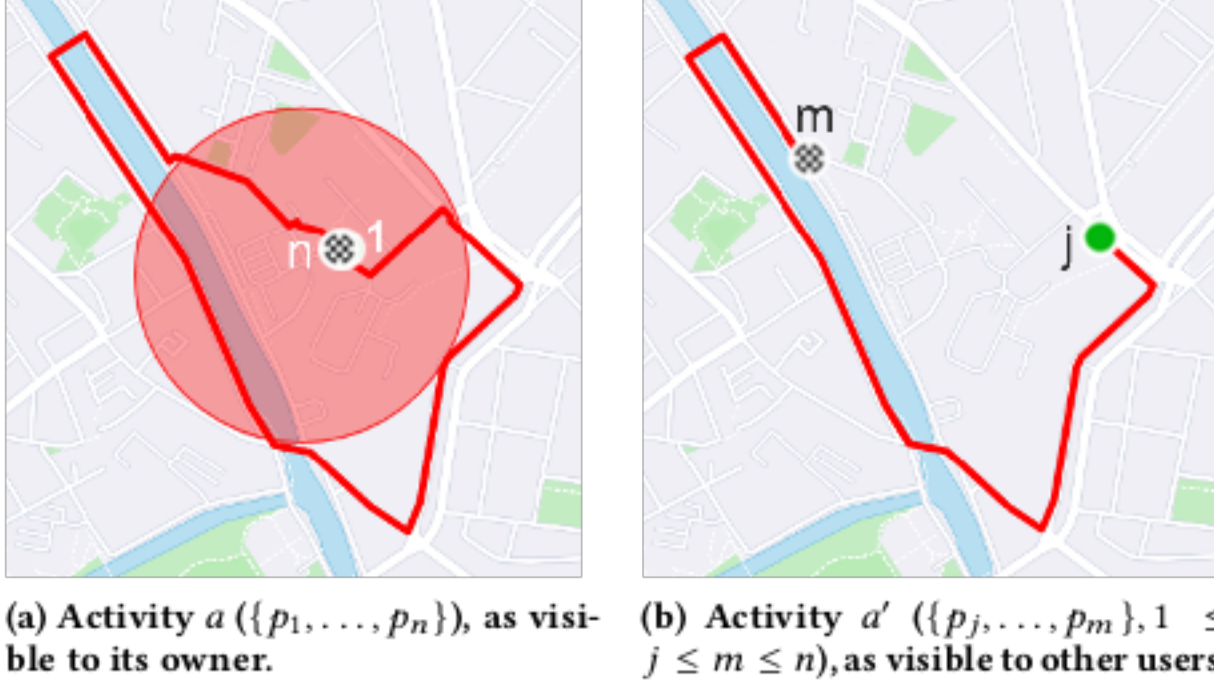 m
n 1
j
(a) Activity a ({p₁, . . . , pₙ}), as visi-
ble to its owner.
(b) Activity a′ ({pⱼ, . . . , pₘ}, 1 ≤
j ≤ m ≤ n), as visible to other users